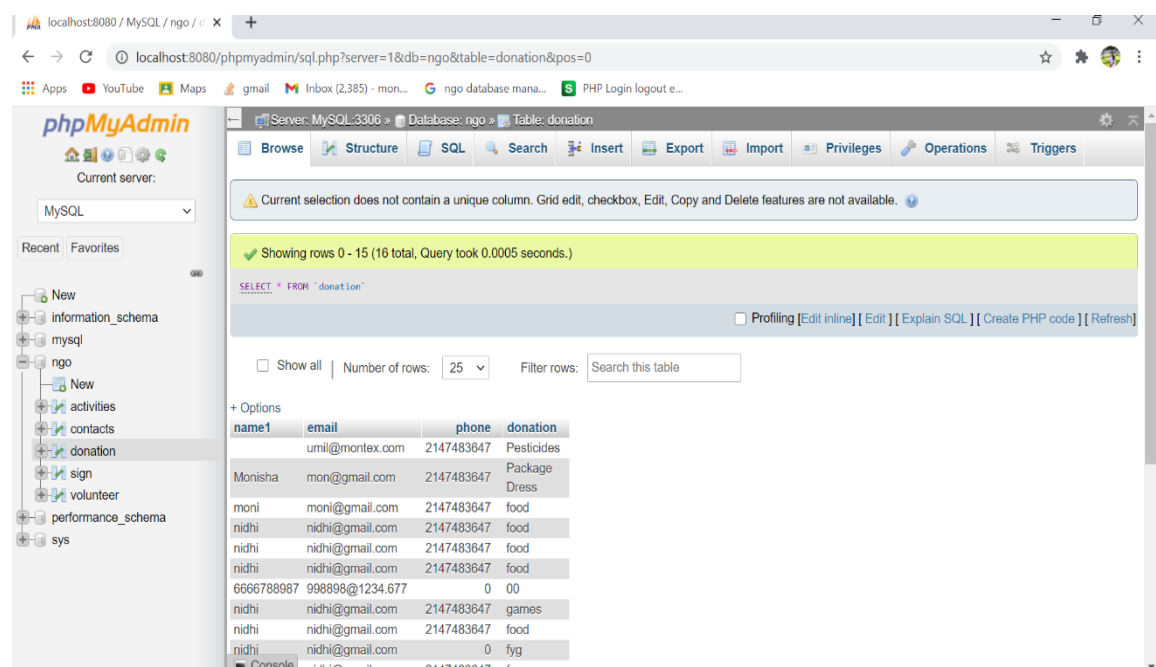 localhost:8080 / MySQL / ngo / d
localhost:8080/phpmyadmin/sql.php?server=1&db=ngo&table=donation&pos=0
Apps YouTube Maps gmail Inbox (2,385) - mon... ngo database mana... PHP Login logout e...
phpMyAdmin
Current server:
MySQL
Recent Favorites
New
information_schema
mysql
ngo
New
activities
contacts
donation
sign
volunteer
performance_schema
sys
Server: MySQL:3306 » Database: ngo » Table: donation
Browse Structure SQL Search Insert Export Import Privileges Operations Triggers
Current selection does not contain a unique column. Grid edit, checkbox, Edit, Copy and Delete features are not available.
Showing rows 0 - 15 (16 total, Query took 0.0005 seconds.)
SELECT * FROM `donation`
Profiling [Edit inline] [ Edit ] [ Explain SQL ] [ Create PHP code ] [ Refresh]
Show all | Number of rows: 25 Filter rows: Search this table
+ Options
name1 email phone donation
umil@montex.com 2147483647 Pesticides
Monisha mon@gmail.com 2147483647 Package Dress
moni moni@gmail.com 2147483647 food
nidhi nidhi@gmail.com 2147483647 food
nidhi nidhi@gmail.com 2147483647 food
nidhi nidhi@gmail.com 2147483647 food
6666788987 998898@1234.677 0 00
nidhi nidhi@gmail.com 2147483647 games
nidhi nidhi@gmail.com 2147483647 food
nidhi nidhi@gmail.com 0 fyg
Console